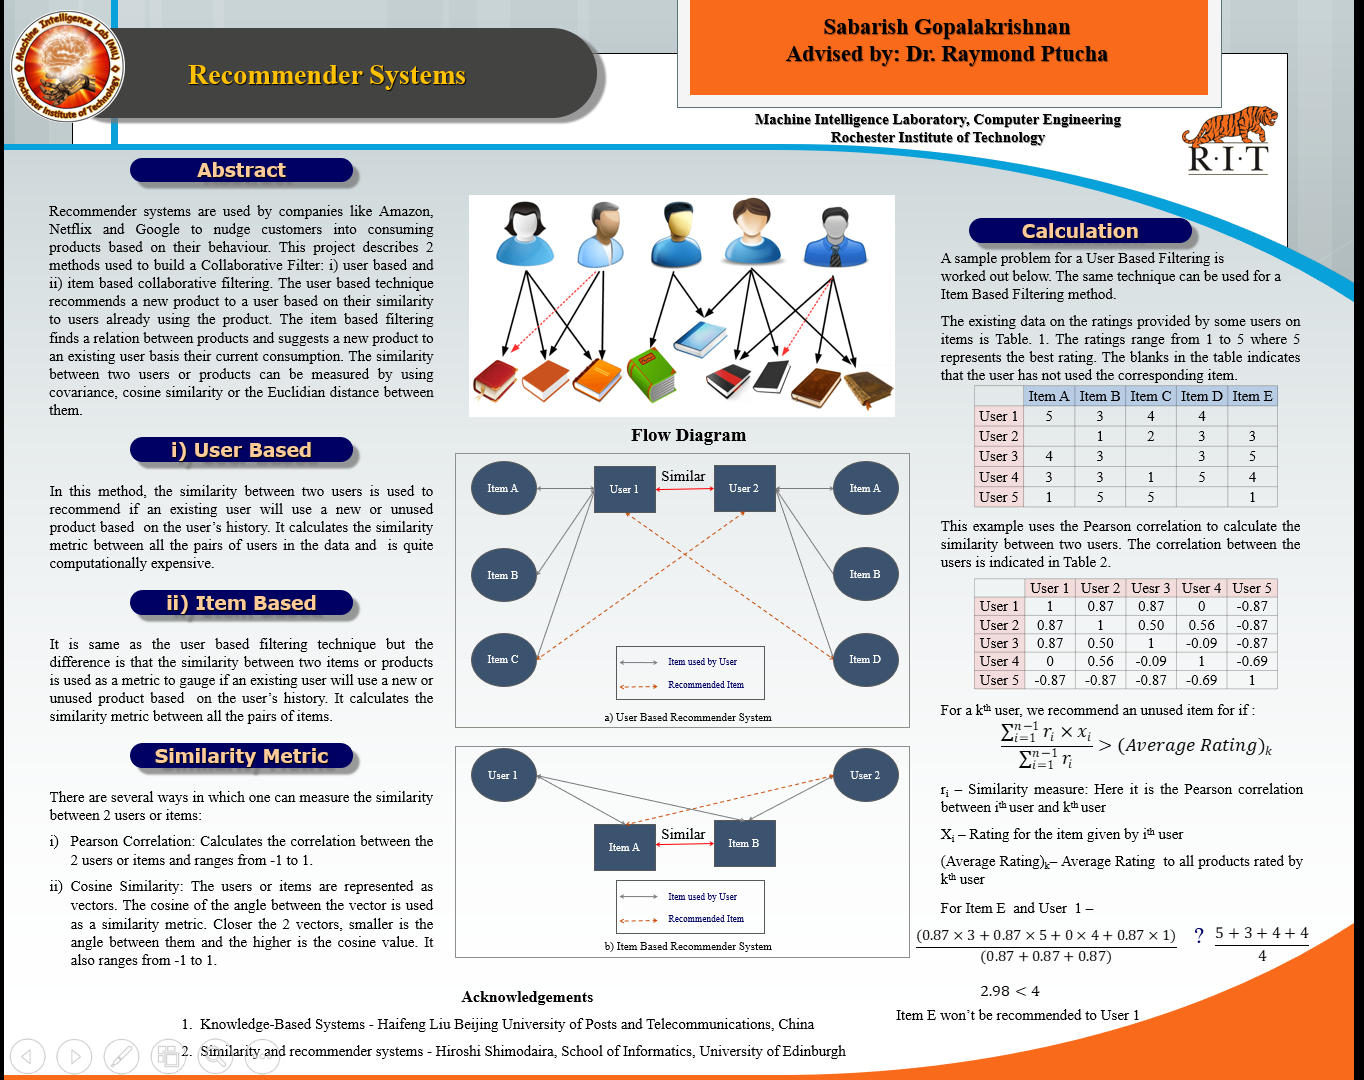 Machine Intelligence Lab (MIL)
Rochester Institute of Technology
Recommender Systems
Sabarish Gopalakrishnan
Advised by: Dr. Raymond Ptucha
Machine Intelligence Laboratory, Computer Engineering
Rochester Institute of Technology
R·I·T
Abstract
Recommender systems are used by companies like Amazon,
Netflix and Google to nudge customers into consuming
products based on their behaviour. This project describes 2
methods used to build a Collaborative Filter: i) user based and
ii) item based collaborative filtering. The user based technique
recommends a new product to a user based on their similarity
to users already using the product. The item based filtering
finds a relation between products and suggests a new product to
an existing user basis their current consumption. The similarity
between two users or products can be measured by using
covariance, cosine similarity or the Euclidian distance between
them.
i) User Based
In this method, the similarity between two users is used to
recommend if an existing user will use a new or unused
product based on the user's history. It calculates the similarity
metric between all the pairs of users in the data and is quite
computationally expensive.
ii) Item Based
It is same as the user based filtering technique but the
difference is that the similarity between two items or products
is used as a metric to gauge if an existing user will use a new or
unused product based on the user's history. It calculates the
similarity metric between all the pairs of items.
Similarity Metric
There are several ways in which one can measure the similarity
between 2 users or items:
i) Pearson Correlation: Calculates the correlation between the
2 users or items and ranges from -1 to 1.
ii) Cosine Similarity: The users or items are represented as
vectors. The cosine of the angle between the vector is used
as a similarity metric. Closer the 2 vectors, smaller is the
angle between them and the higher is the cosine value. It
also ranges from -1 to 1.
Flow Diagram
Item A User 1 Similar User 2 Item A
Item B Item B
Item C Item D
Item used by User
Recommended Item
a) User Based Recommender System
User 1 User 2
Item A Similar Item B
Item used by User
Recommended Item
b) Item Based Recommender System
Acknowledgements
1. Knowledge-Based Systems - Haifeng Liu Beijing University of Posts and Telecommunications, China
2. Similarity and recommender systems - Hiroshi Shimodaira, School of Informatics, University of Edinburgh
Calculation
A sample problem for a User Based Filtering is
worked out below. The same technique can be used for a
Item Based Filtering method.
The existing data on the ratings provided by some users on
items is Table. 1. The ratings range from 1 to 5 where 5
represents the best rating. The blanks in the table indicates
that the user has not used the corresponding item.
Item A Item B Item C Item D Item E
User 1 5 3 4 4
User 2 1 2 3 3
User 3 4 3 3 5
User 4 3 3 1 5 4
User 5 1 5 5 1
This example uses the Pearson correlation to calculate the
similarity between two users. The correlation between the
users is indicated in Table 2.
User 1 User 2 Uesr 3 User 4 User 5
User 1 1 0.87 0.87 0 -0.87
User 2 0.87 1 0.50 0.56 -0.87
User 3 0.87 0.50 1 -0.09 -0.87
User 4 0 0.56 -0.09 1 -0.69
User 5 -0.87 -0.87 -0.87 -0.69 1
For a kth user, we recommend an unused item for if :
∑ᵢ₌₁ⁿ⁻¹ rᵢ × xᵢ / ∑ᵢ₌₁ⁿ⁻¹ rᵢ > (Average Rating)ₖ
rᵢ – Similarity measure: Here it is the Pearson correlation
between ith user and kth user
Xᵢ – Rating for the item given by ith user
(Average Rating)ₖ– Average Rating to all products rated by
kth user
For Item E and User 1 –
(0.87 × 3 + 0.87 × 5 + 0 × 4 + 0.87 × 1) / (0.87 + 0.87 + 0.87) ? 5 + 3 + 4 + 4 / 4
2.98 < 4
Item E won't be recommended to User 1